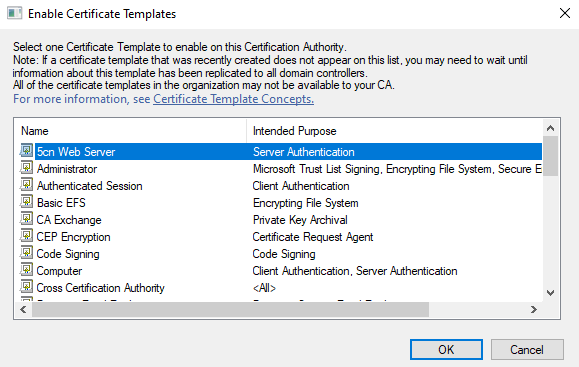 Enable Certificate Templates
Select one Certificate Template to enable on this Certification Authority.
Note: If a certificate template that was recently created does not appear on this list, you may need to wait until
information about this template has been replicated to all domain controllers.
All of the certificate templates in the organization may not be available to your CA.
For more information, see Certificate Template Concepts.
Name Intended Purpose
5cn Web Server Server Authentication
Administrator Microsoft Trust List Signing, Encrypting File System, Secure E
Authenticated Session Client Authentication
Basic EFS Encrypting File System
CA Exchange Private Key Archival
CEP Encryption Certificate Request Agent
Code Signing Code Signing
Computer Client Authentication, Server Authentication
Cross Certification Authority <All>
OK Cancel